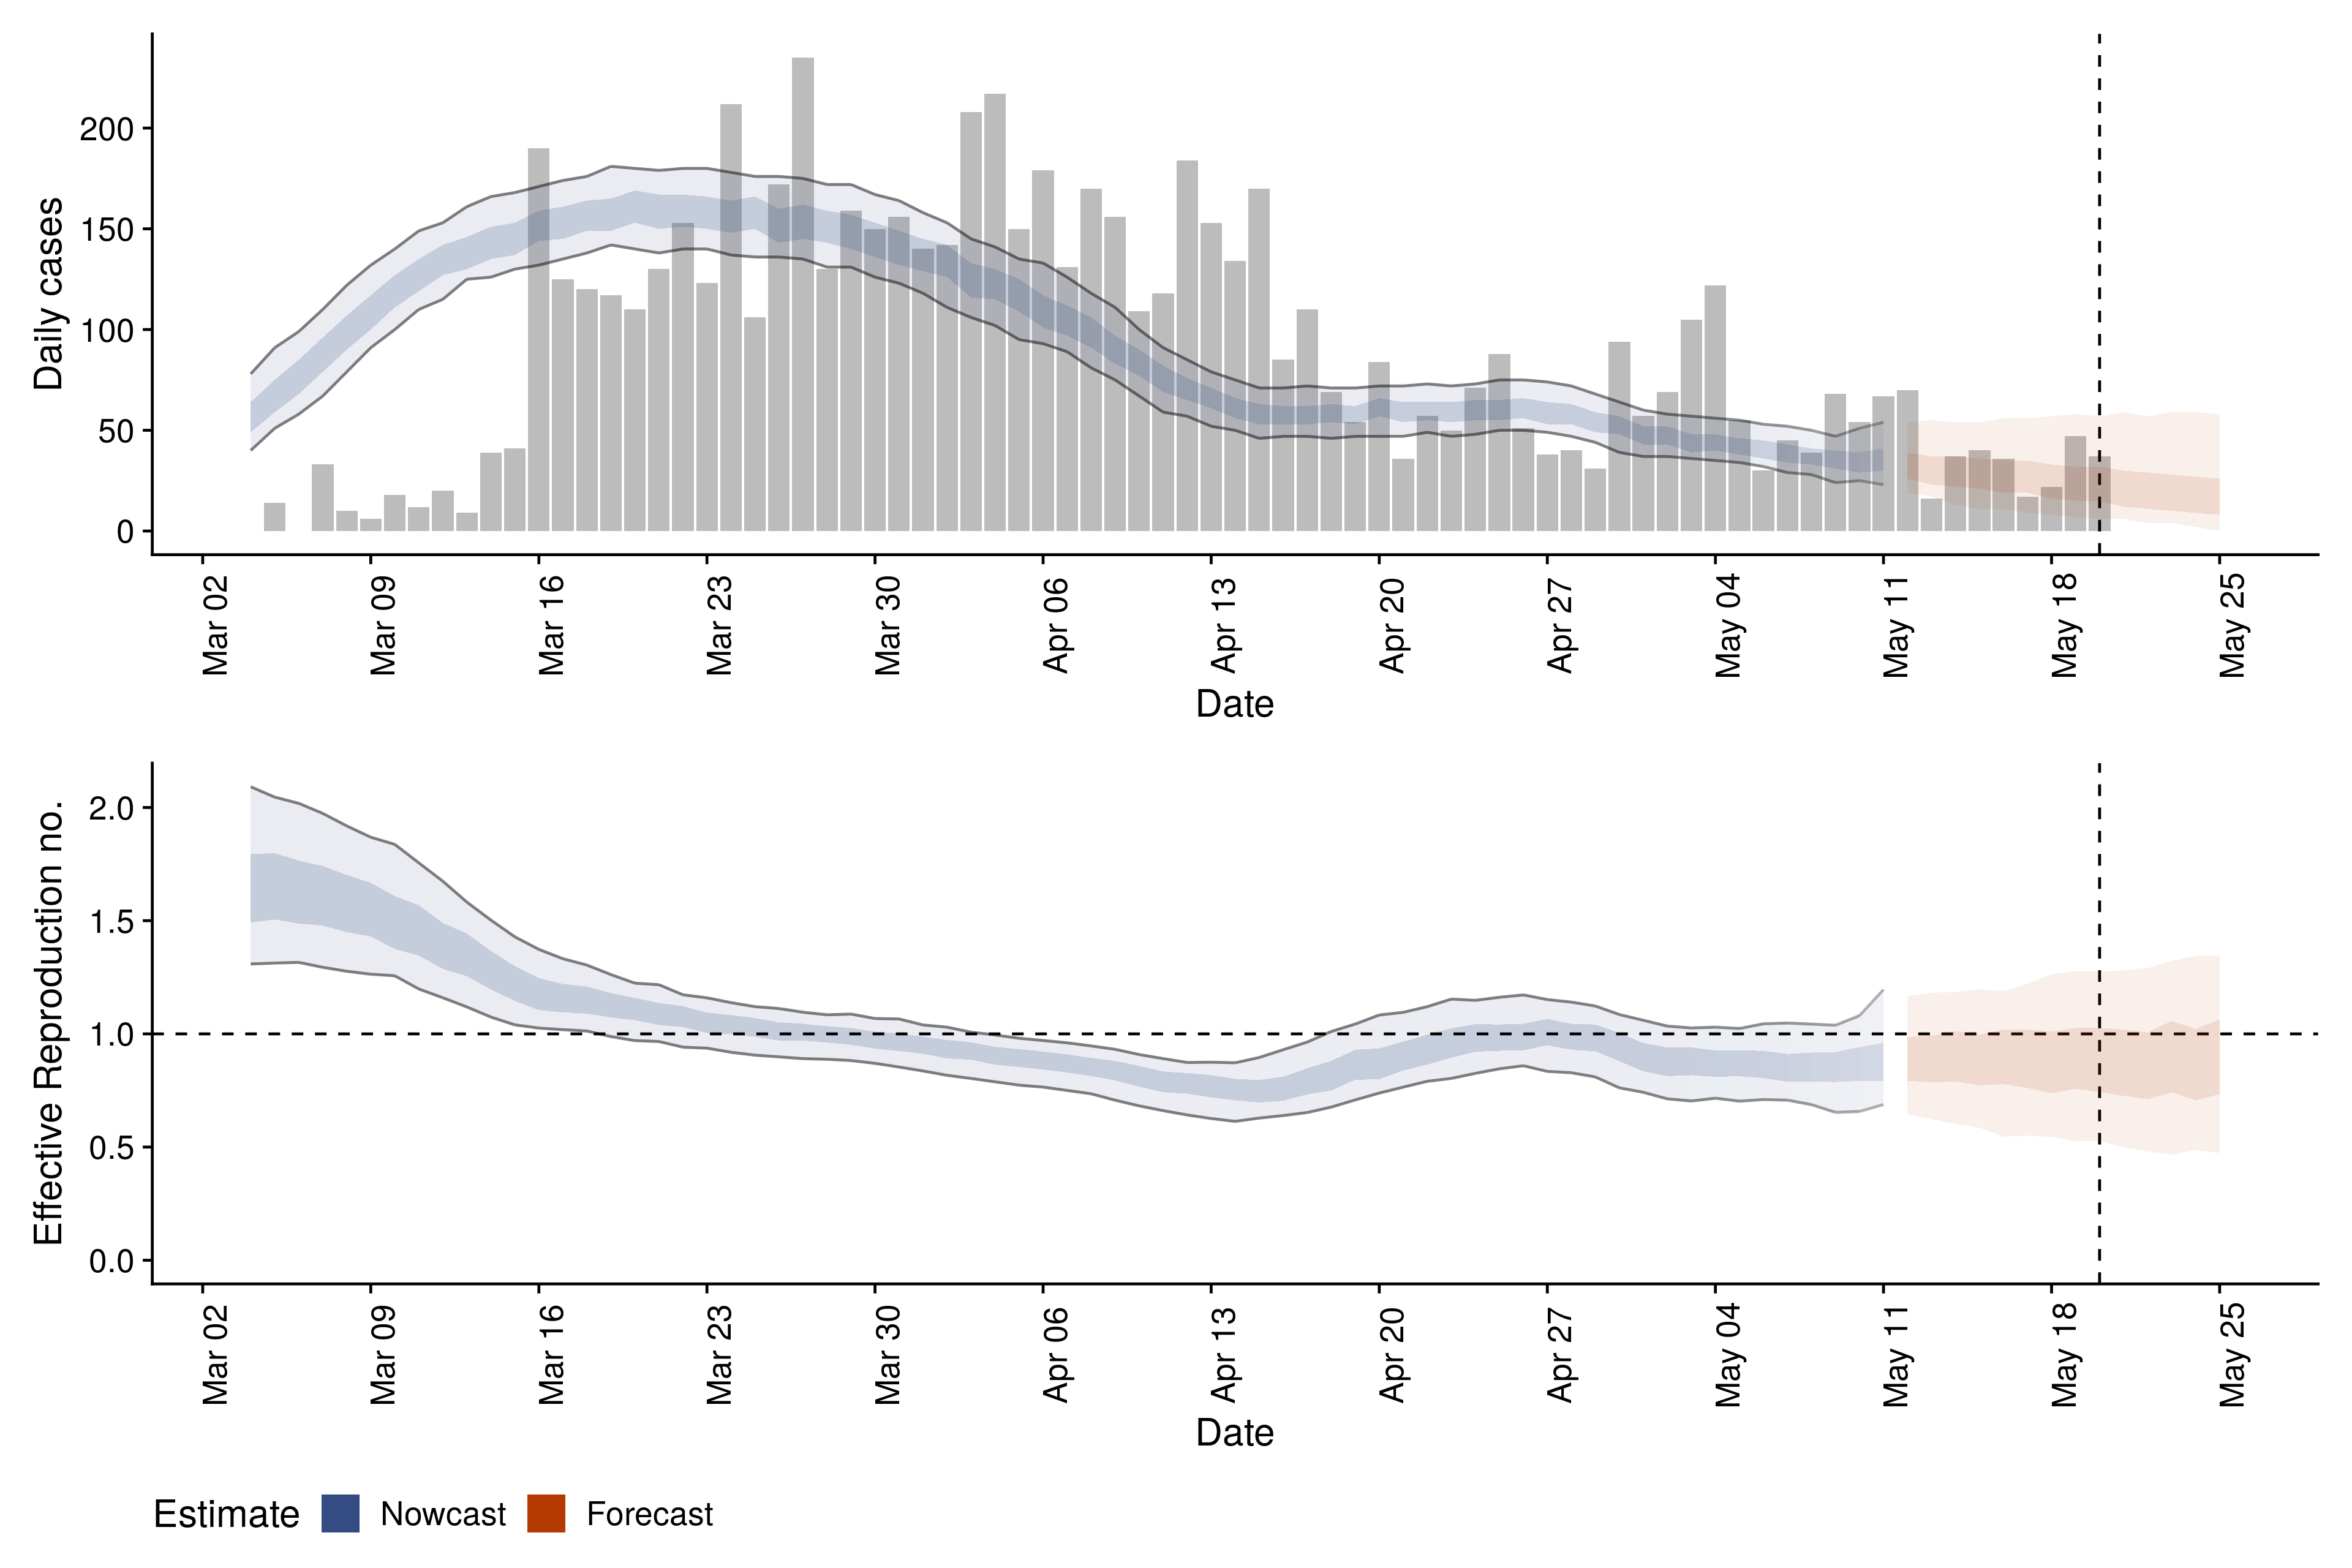 Daily cases
200
150
100
50
0
Mar 02
Mar 09
Mar 16
Mar 23
Mar 30
Apr 06
Apr 13
Apr 20
Apr 27
May 04
May 11
May 18
May 25
Date
Effective Reproduction no.
2.0
1.5
1.0
0.5
0.0
Mar 02
Mar 09
Mar 16
Mar 23
Mar 30
Apr 06
Apr 13
Apr 20
Apr 27
May 04
May 11
May 18
May 25
Date
Estimate Nowcast Forecast